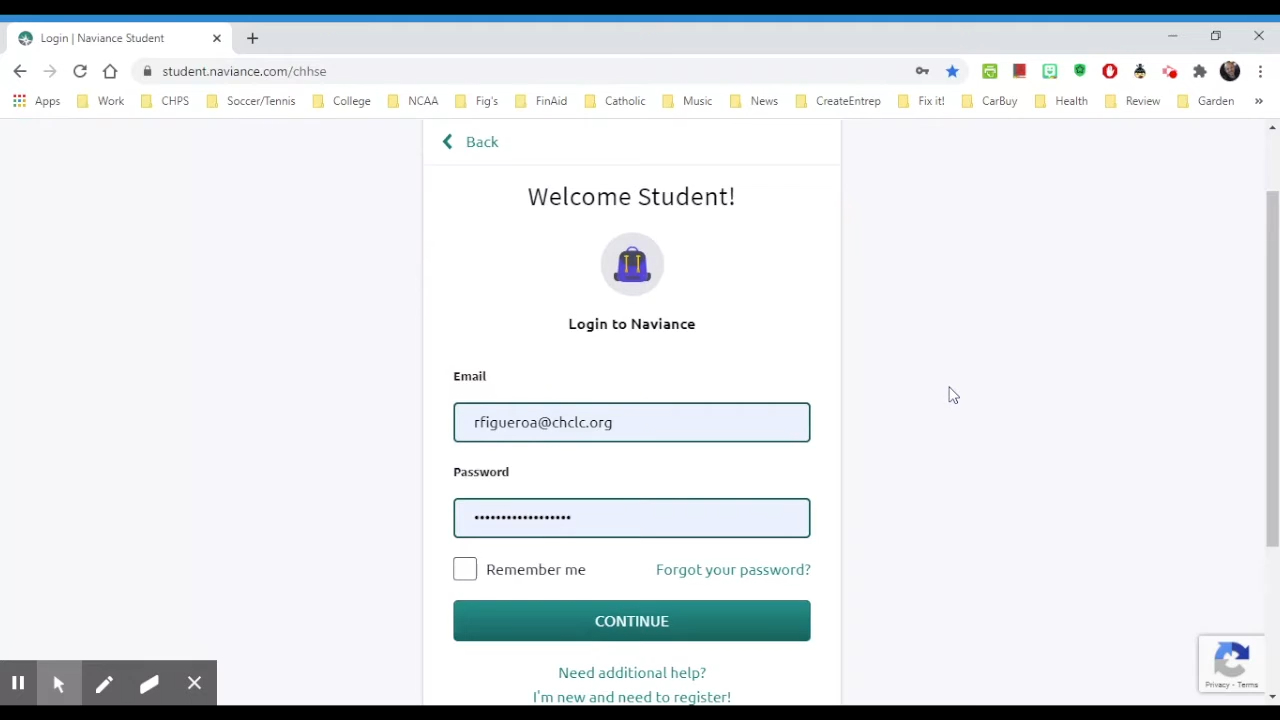 Login | Naviance Student
student.naviance.com/chhse
Apps Work CHPS Soccer/Tennis College NCAA Fig's FinAid Catholic Music News CreateEntrep Fix it! CarBuy Health Review Garden »
Back
Welcome Student!
Login to Naviance
Email
rfigueroa@chclc.org
Password
••••••••••••••••••
Remember me Forgot your password?
CONTINUE
Need additional help?
I'm new and need to register!
Privacy - Terms